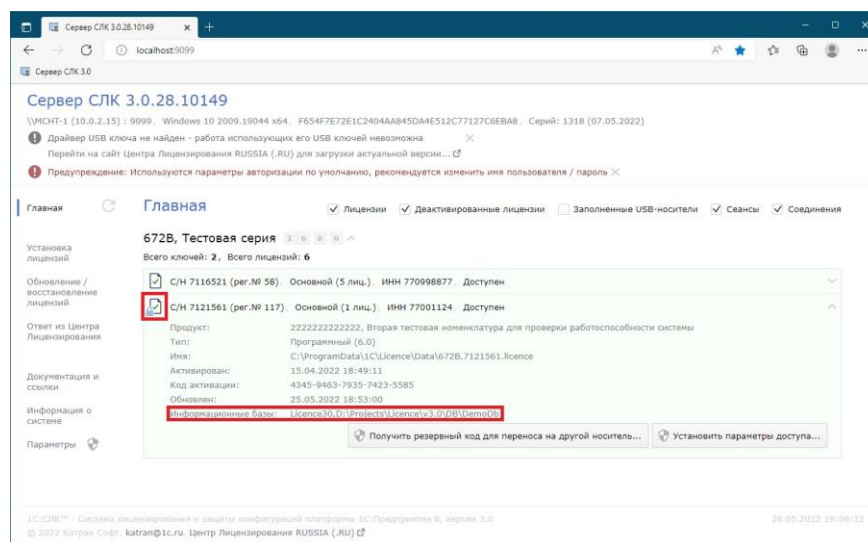 Сервер СЛК 3.0.28.10149
localhost:9099
Сервер СЛК 3.0
Сервер СЛК 3.0.28.10149
\\MCHT-1 (10.0.2.15) : 9099, Windows 10 2009.19044 x64, F654F7E72E1C2404AA845DA4E512C77127C6EBA8, Серий: 1318 (07.05.2022)
Драйвер USB ключа не найден - работа использующих его USB ключей невозможна
Перейти на сайт Центра Лицензирования RUSSIA (.RU) для загрузки актуальной версии...
Предупреждение: Используются параметры авторизации по умолчанию, рекомендуется изменить имя пользователя / пароль
Главная
Главная
Лицензии
Деактивированные лицензии
Заполненные USB-носители
Сеансы
Соединения
672B, Тестовая серия 2 6 0 0
Всего ключей: 2, Всего лицензий: 6
Установка
лицензий
Обновление /
восстановление
лицензий
Ответ из Центра
Лицензирования
Документация и
ссылки
Информация о
системе
Параметры
С/Н 7116521 (рег.№ 58), Основной (5 лиц.), ИНН 770998877, Доступен
С/Н 7121561 (рег.№ 117), Основной (1 лиц.), ИНН 77001124, Доступен
Продукт: 2222222222222, Вторая тестовая номенклатура для проверки работоспособности системы
Тип: Програмный (6.0)
Имя: C:\ProgramData\1C\Licence\Data\672B.7121561.licence
Активирован: 15.04.2022 18:49:11
Код активации: 4345-9463-7935-7423-5585
Обновлен: 25.05.2022 18:53:00
Информационные базы: Licence30,D:\Projects\Licence\v3.0\DB\DemoDb
Получить резервный код для переноса на другой носитель...
Установить параметры доступа...
1С:СЛК™ - Система лицензирования и защиты конфигураций платформы 1С:Предприятие 8, версия 3.0
26.05.2022 19:06:32
© 2022 Катран Софт, katran@1c.ru, Центр Лицензирования RUSSIA (.RU)